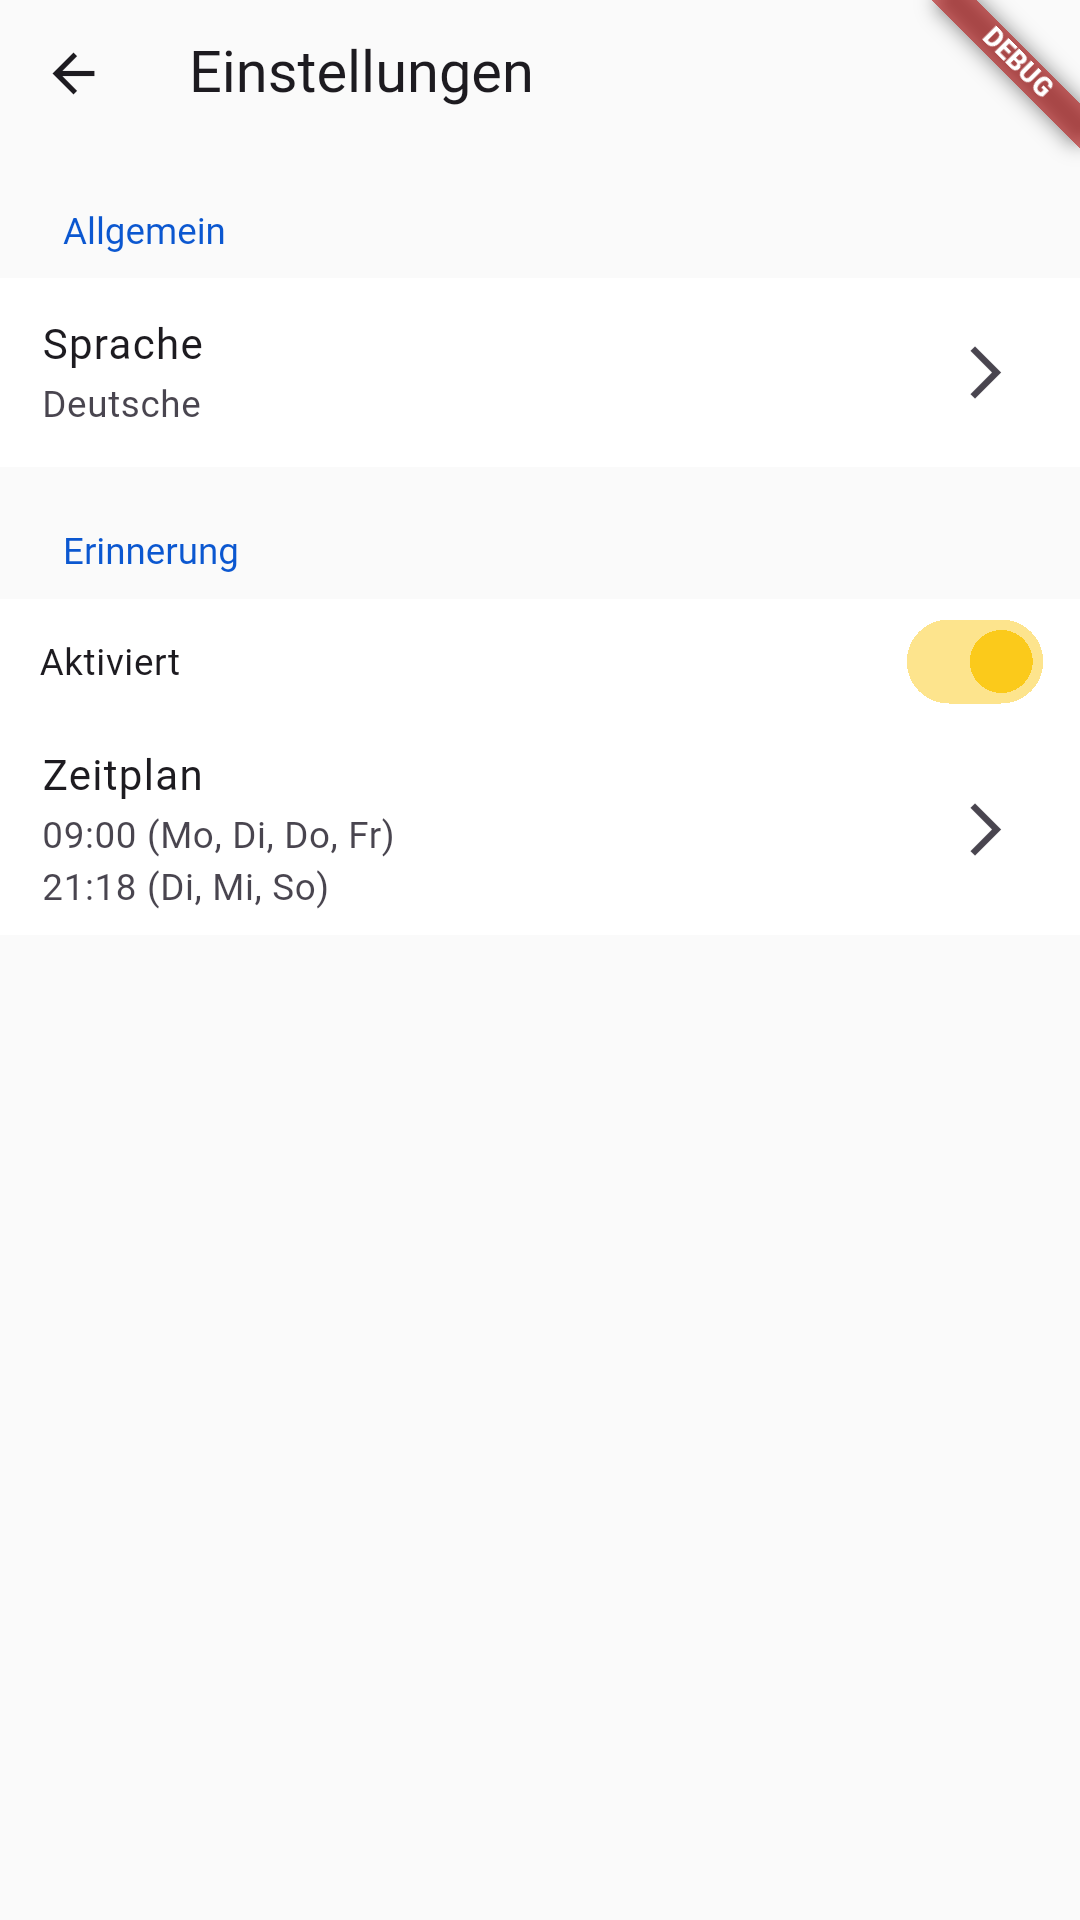 Einstellungen
DEBUG
Allgemein
Sprache
Deutsche
Erinnerung
Aktiviert
Zeitplan
09:00 (Mo, Di, Do, Fr)
21:18 (Di, Mi, So)